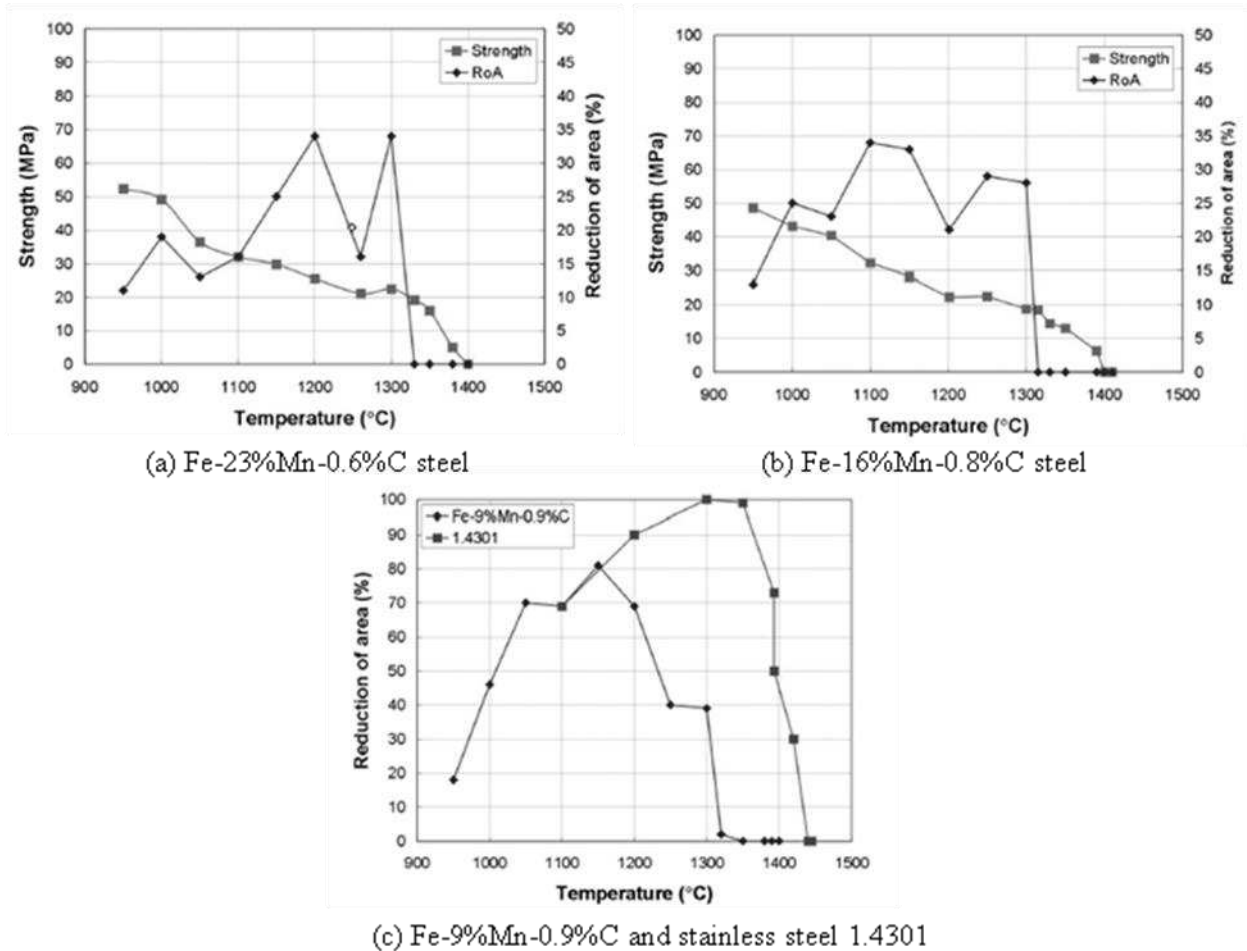 100
90
80
70
60
50
40
30
20
10
0
Strength (MPa)
50
45
40
35
30
25
20
15
10
5
0
Reduction of area (%)
Strength
RoA
900 1000 1100 1200 1300 1400 1500
Temperature (°C)
(a) Fe-23%Mn-0.6%C steel
100
90
80
70
60
50
40
30
20
10
0
Strength (MPa)
50
45
40
35
30
25
20
15
10
5
0
Reduction of area (%)
Strength
RoA
900 1000 1100 1200 1300 1400 1500
Temperature (°C)
(b) Fe-16%Mn-0.8%C steel
100
90
80
70
60
50
40
30
20
10
0
Reduction of area (%)
Fe-9%Mn-0.9%C
1.4301
900 1000 1100 1200 1300 1400 1500
Temperature (°C)
(c) Fe-9%Mn-0.9%C and stainless steel 1.4301